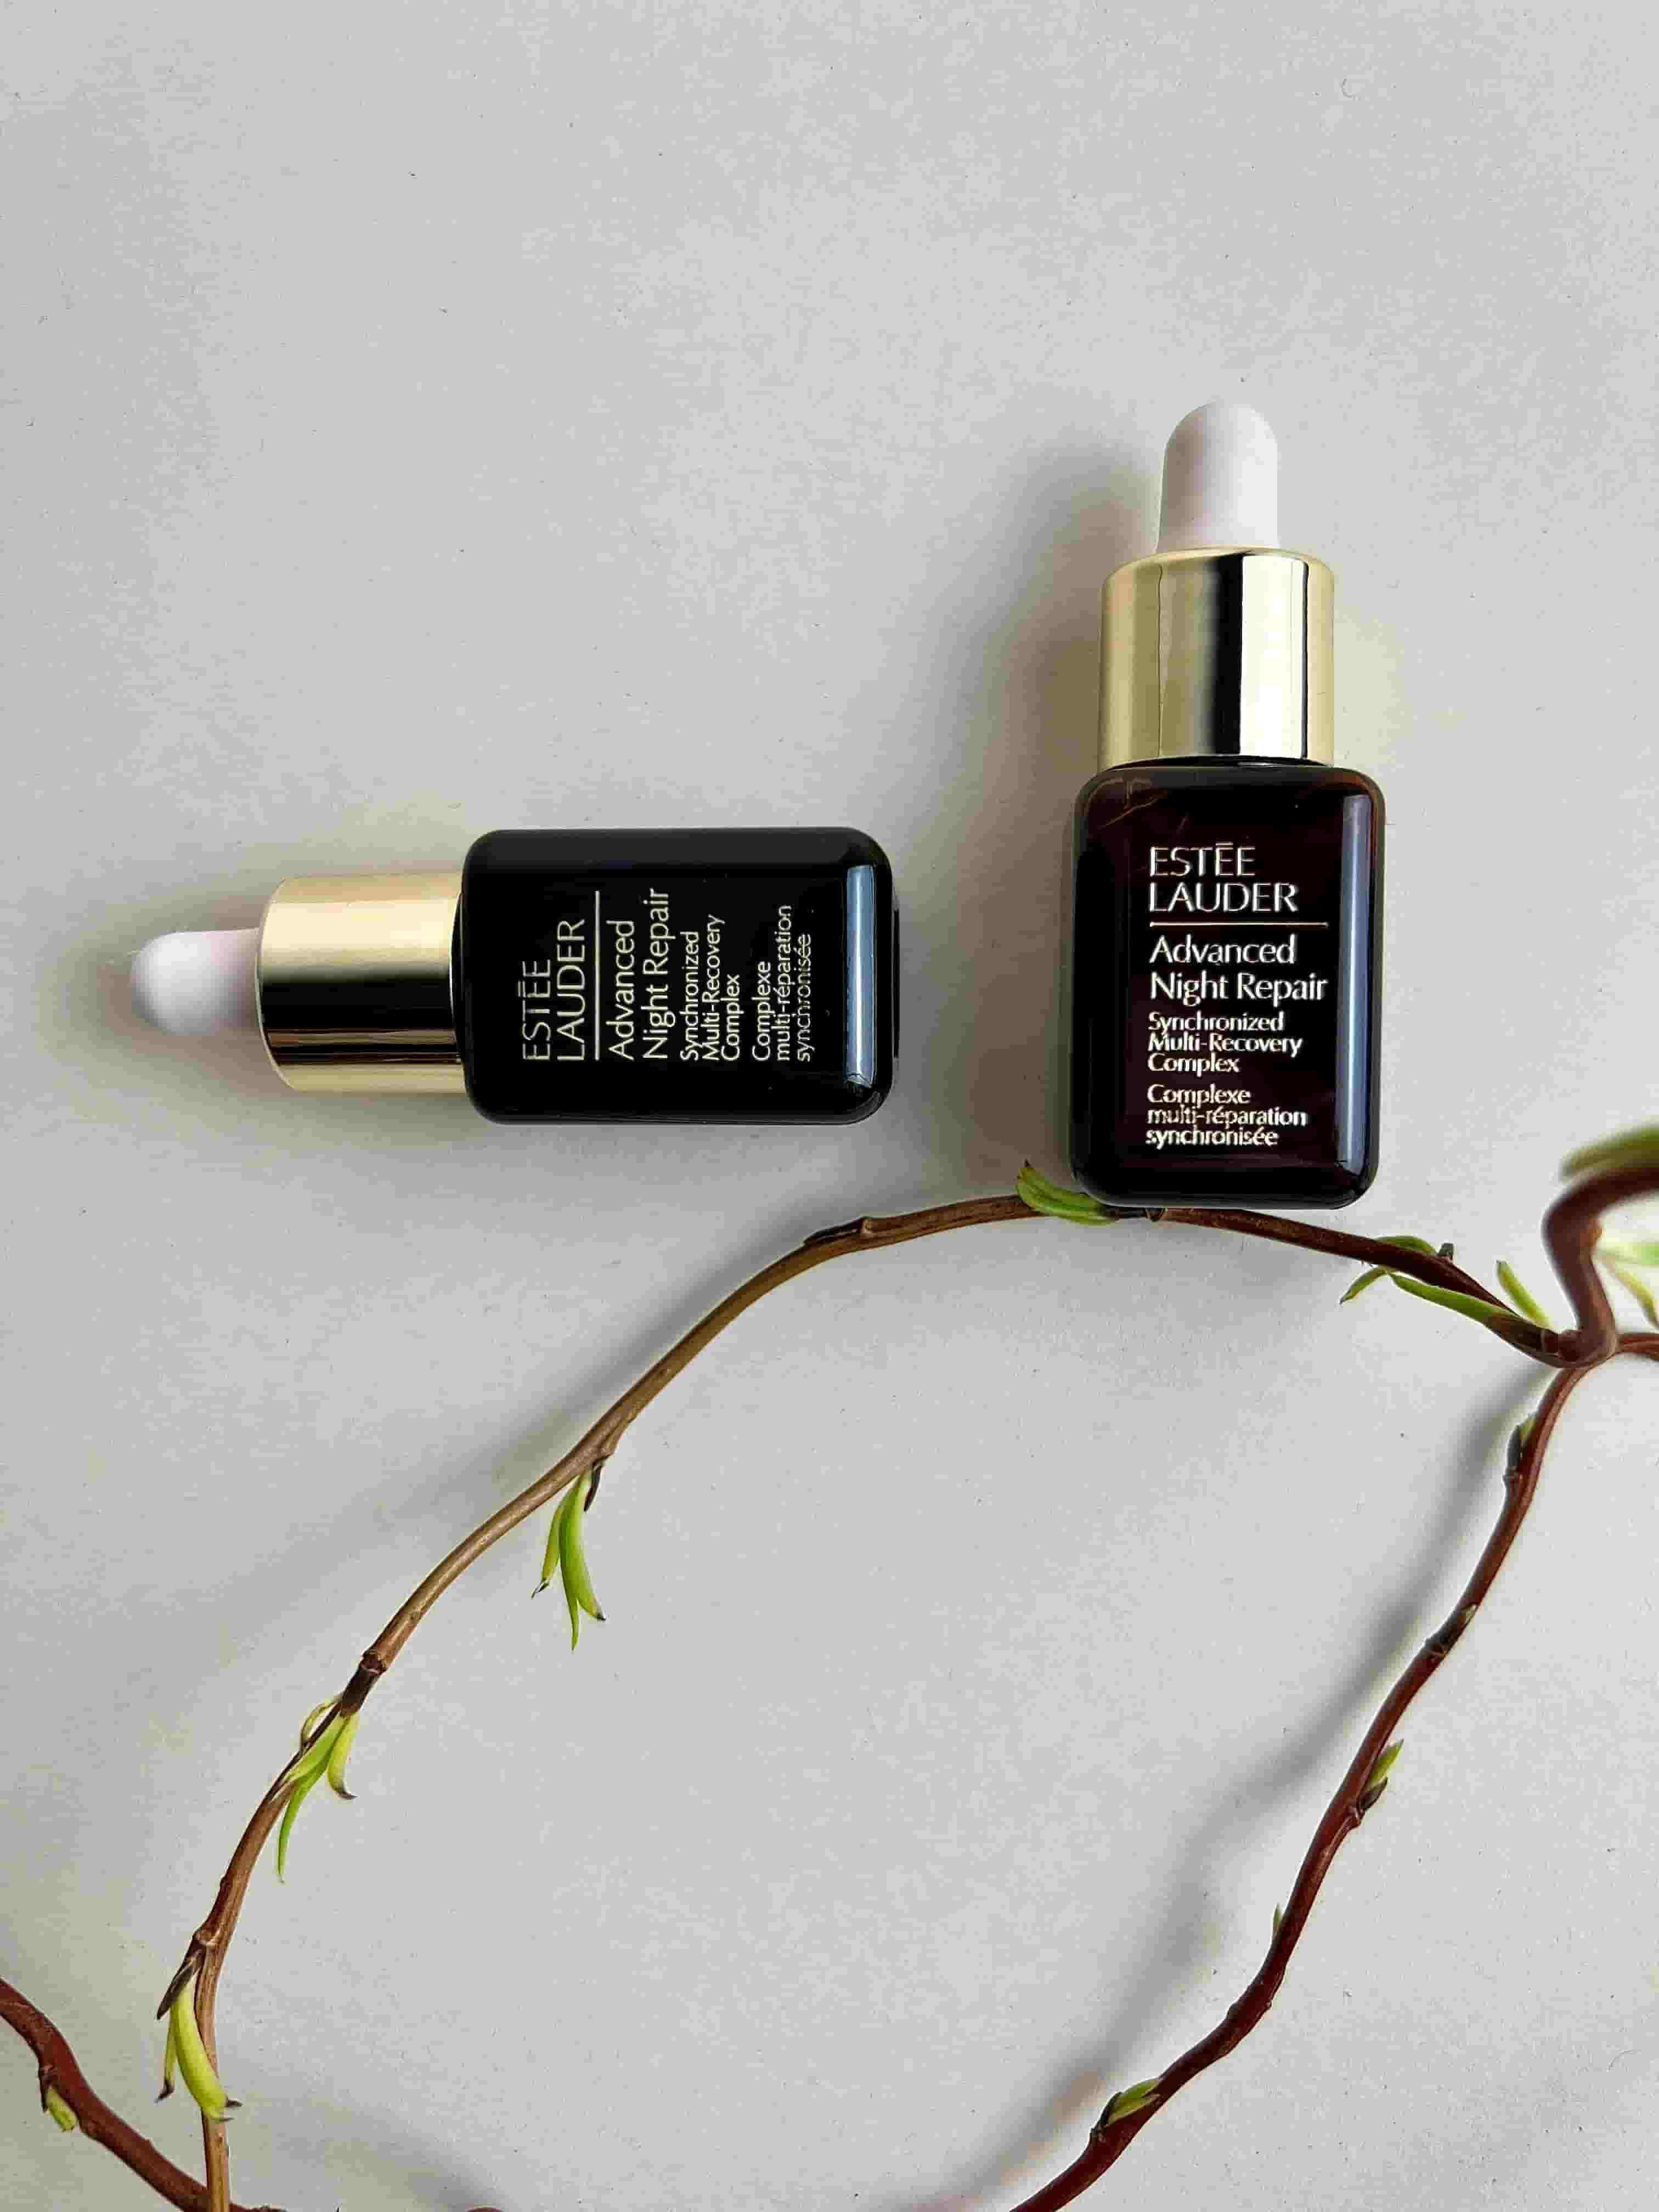 ESTĒE
LAUDER
Advanced
Night Repair
Synchronized
Multi-Recovery
Complex
Complexe
multi-réparation
synchronisée
ESTĒE
LAUDER
Advanced
Night Repair
Synchronized
Multi-Recovery
Complex
Complexe
multi-réparation
synchronisée